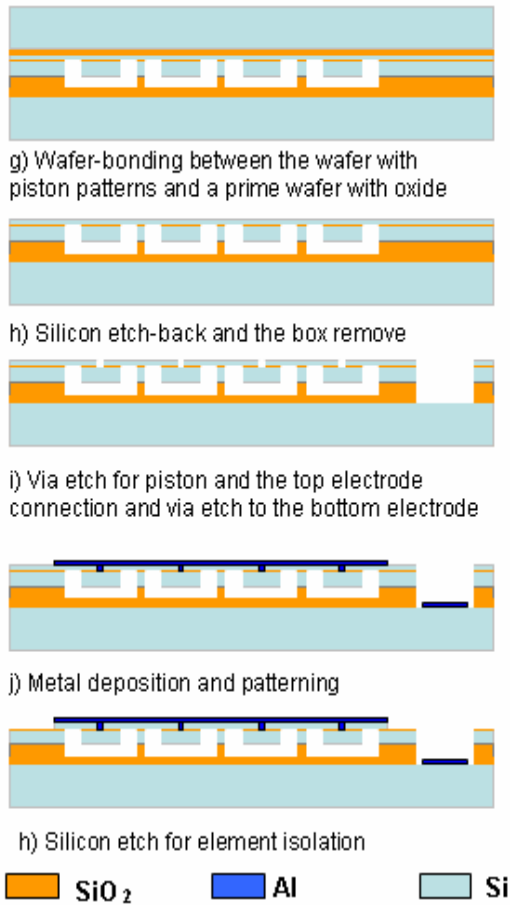 g) Wafer-bonding between the wafer with
piston patterns and a prime wafer with oxide
h) Silicon etch-back and the box remove
i) Via etch for piston and the top electrode
connection and via etch to the bottom electrode
j) Metal deposition and patterning
h) Silicon etch for element isolation
SiO2 Al Si